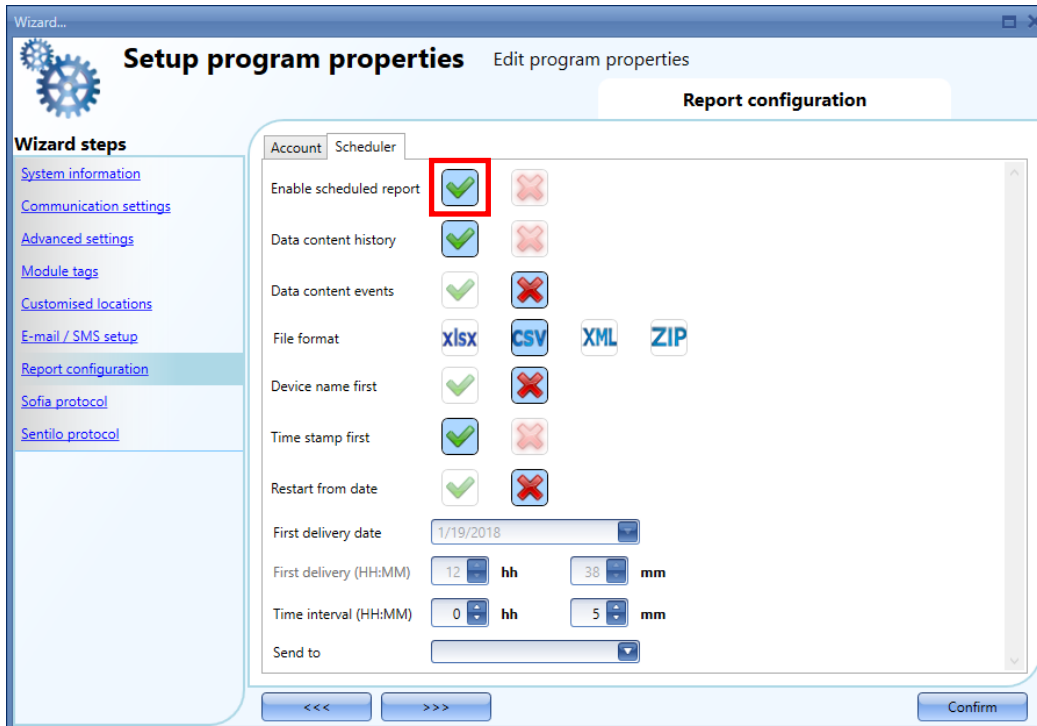 Wizard...
Setup program properties Edit program properties
Report configuration
Wizard steps
System information
Communication settings
Advanced settings
Module tags
Customised locations
E-mail / SMS setup
Report configuration
Sofia protocol
Sentilo protocol
Account Scheduler
Enable scheduled report
Data content history
Data content events
File format xlsx CSV XML ZIP
Device name first
Time stamp first
Restart from date
First delivery date 1/19/2018
First delivery (HH:MM) 12 hh 38 mm
Time interval (HH:MM) 0 hh 5 mm
Send to
<<< >>> Confirm